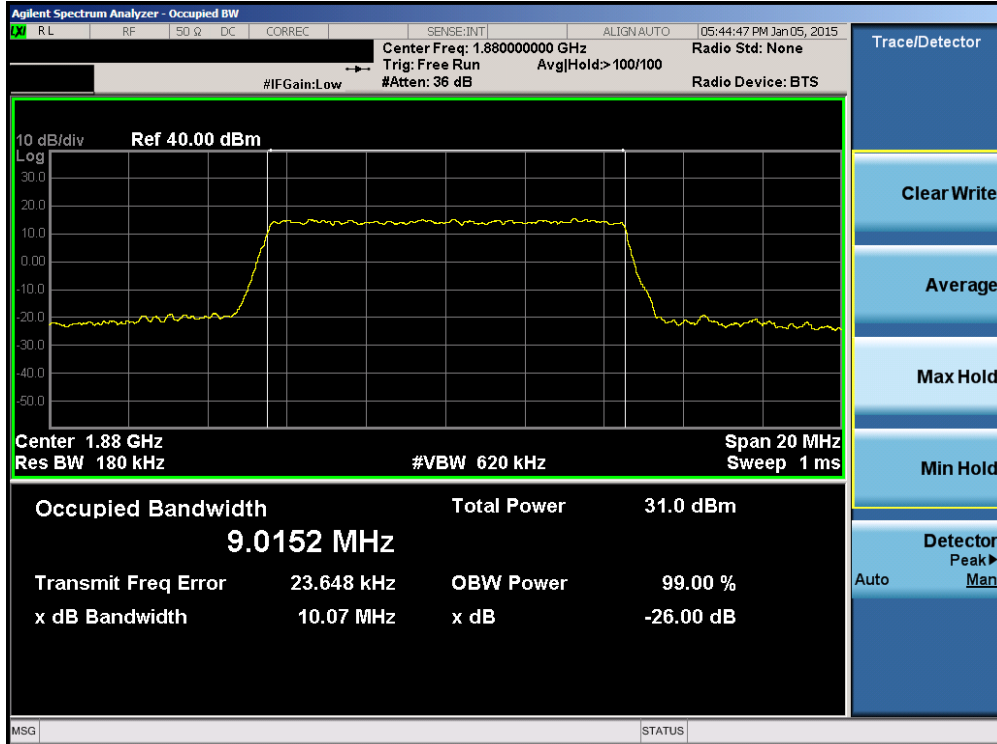 Agilent Spectrum Analyzer - Occupied BW
LXI RL RF 50 Ω DC CORREC SENSE:INT ALIGN AUTO 05:44:47 PM Jan 05, 2015
Center Freq: 1.880000000 GHz Radio Std: None
Trig: Free Run Avg|Hold:>100/100
#IFGain:Low #Atten: 36 dB Radio Device: BTS
Trace/Detector
10 dB/div Ref 40.00 dBm
Log
30.0
20.0
10.0
0.00
-10.0
-20.0
-30.0
-40.0
-50.0
Center 1.88 GHz Span 20 MHz
Res BW 180 kHz #VBW 620 kHz Sweep 1 ms
Occupied Bandwidth Total Power 31.0 dBm
9.0152 MHz
Transmit Freq Error 23.648 kHz OBW Power 99.00 %
x dB Bandwidth 10.07 MHz x dB -26.00 dB
Clear Write
Average
Max Hold
Min Hold
Detector
Peak▶
Auto Man
MSG STATUS